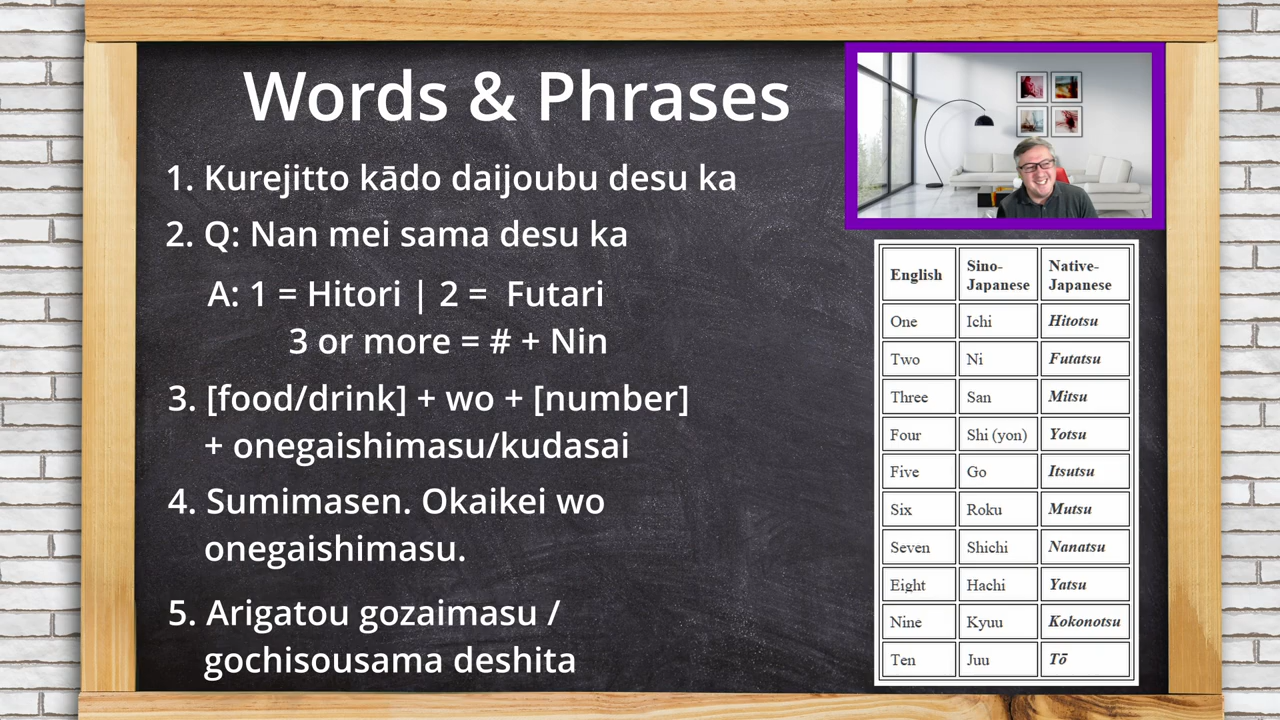 Words & Phrases
1. Kurejitto kādo daijoubu desu ka
2. Q: Nan mei sama desu ka
A: 1 = Hitori | 2 = Futari
3 or more = # + Nin
3. [food/drink] + wo + [number]
+ onegaishimasu/kudasai
4. Sumimasen. Okaikei wo
onegaishimasu.
5. Arigatou gozaimasu /
gochisousama deshita
English Sino-Japanese Native-Japanese
One Ichi Hitotsu
Two Ni Futatsu
Three San Mitsu
Four Shi (yon) Yotsu
Five Go Itsutsu
Six Roku Mutsu
Seven Shichi Nanatsu
Eight Hachi Yatsu
Nine Kyuu Kokonotsu
Ten Juu Tō